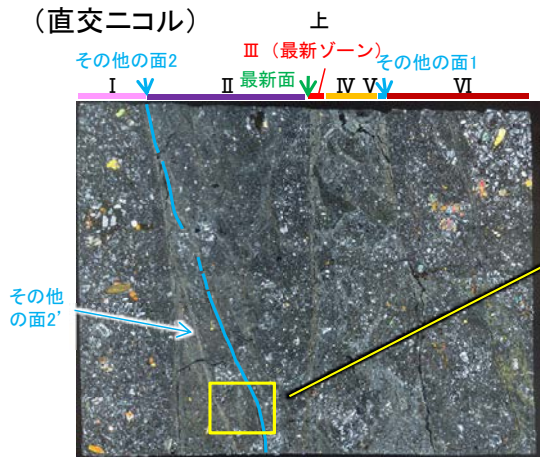 （直交ニコル）
上
その他の面2
Ⅲ（最新ゾーン）
その他の面1
最新面
Ⅰ
Ⅱ
Ⅳ
Ⅴ
Ⅵ
その他
の面2’